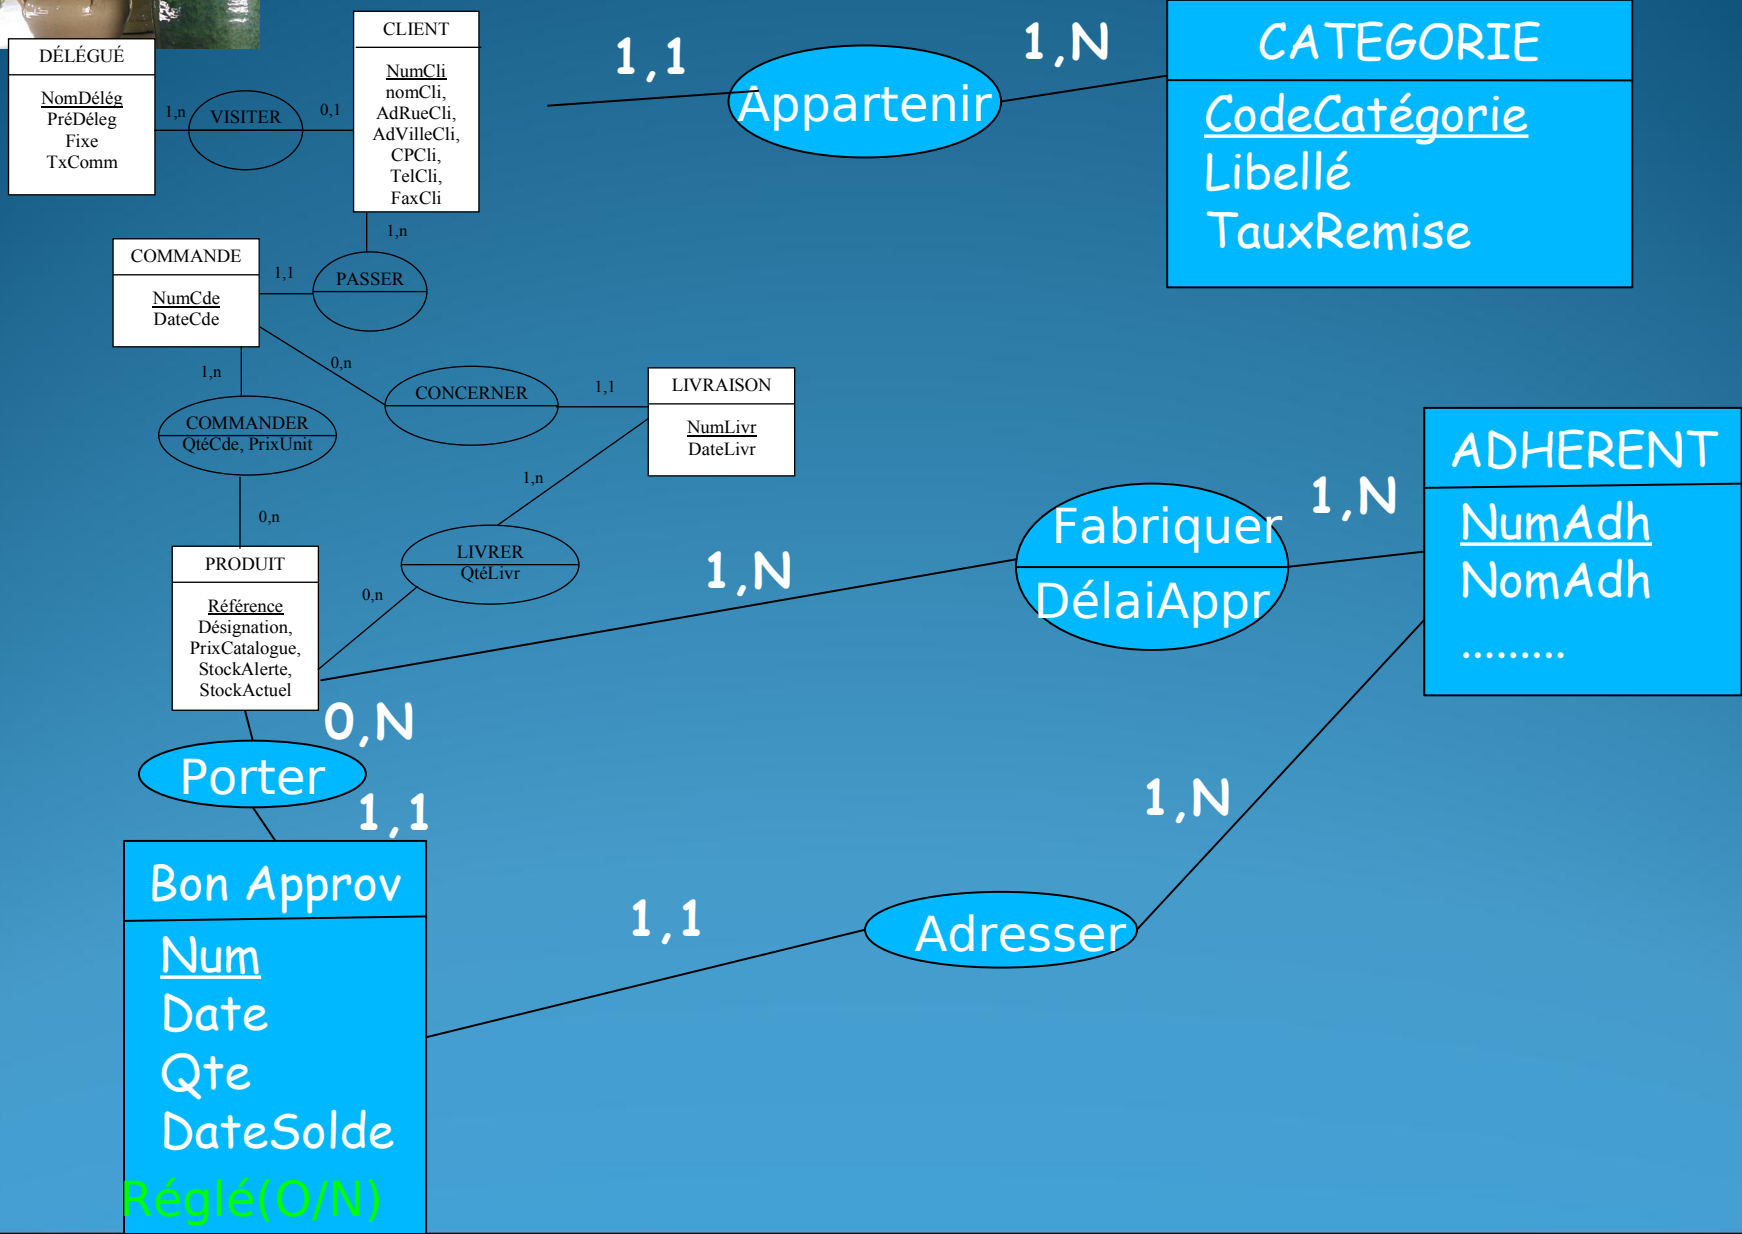 DÉLÉGUÉ
NomDélég
PréDéleg
Fixe
TxComm
1,n
VISITER
0,1
CLIENT
NumCli
nomCli,
AdRueCli,
AdVilleCli,
CPCli,
TelCli,
FaxCli
1,1
Appartenir
1,N
CATEGORIE
CodeCatégorie
Libellé
TauxRemise
1,n
PASSER
1,1
COMMANDE
NumCde
DateCde
0,n
CONCERNER
1,1
LIVRAISON
NumLivr
DateLivr
1,n
COMMANDER
QtéCde, PrixUnit
0,n
1,n
LIVRER
QtéLivr
0,n
PRODUIT
Référence
Désignation,
PrixCatalogue,
StockAlerte,
StockActuel
1,N
Fabriquer
DélaiAppr
1,N
ADHERENT
NumAdh
NomAdh
.........
0,N
Porter
1,1
Bon Approv
Num
Date
Qte
DateSolde
Réglé(O/N)
1,1
Adresser
1,N